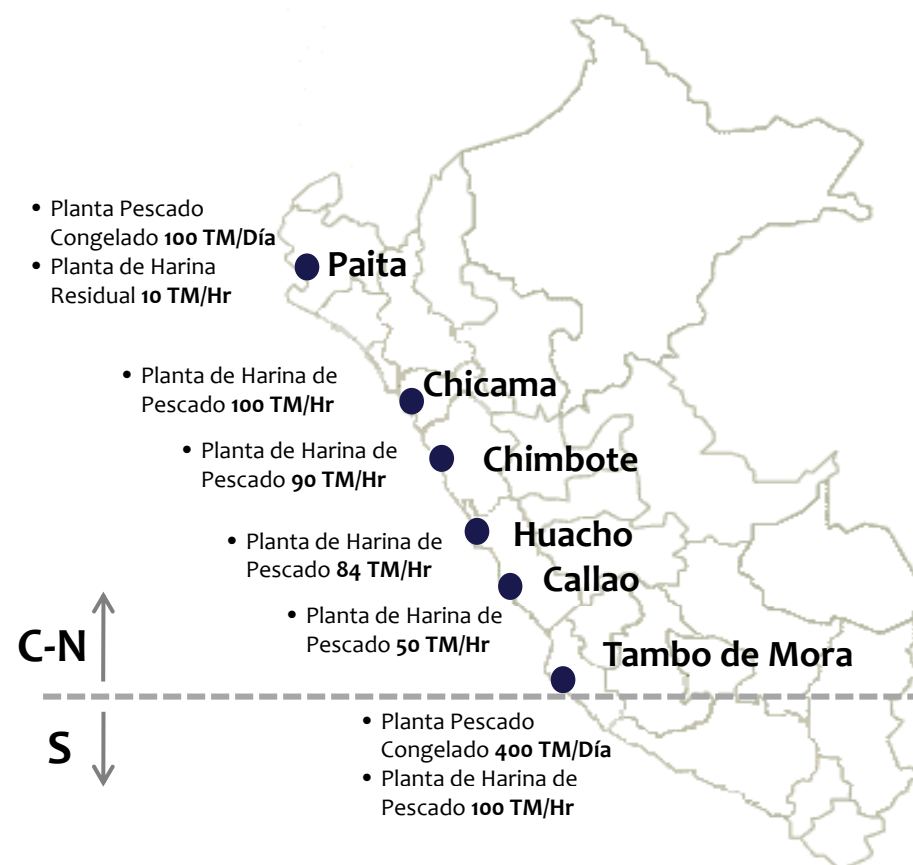 • Planta Pescado
Congelado 100 TM/Día
• Planta de Harina
Residual 10 TM/Hr
Paita
Chicama
• Planta de Harina de
Pescado 100 TM/Hr
• Planta de Harina de
Pescado 90 TM/Hr
Chimbote
Huacho
• Planta de Harina de
Pescado 84 TM/Hr
Callao
• Planta de Harina de
Pescado 50 TM/Hr
C-N
Tambo de Mora
S
• Planta Pescado
Congelado 400 TM/Día
• Planta de Harina de
Pescado 100 TM/Hr